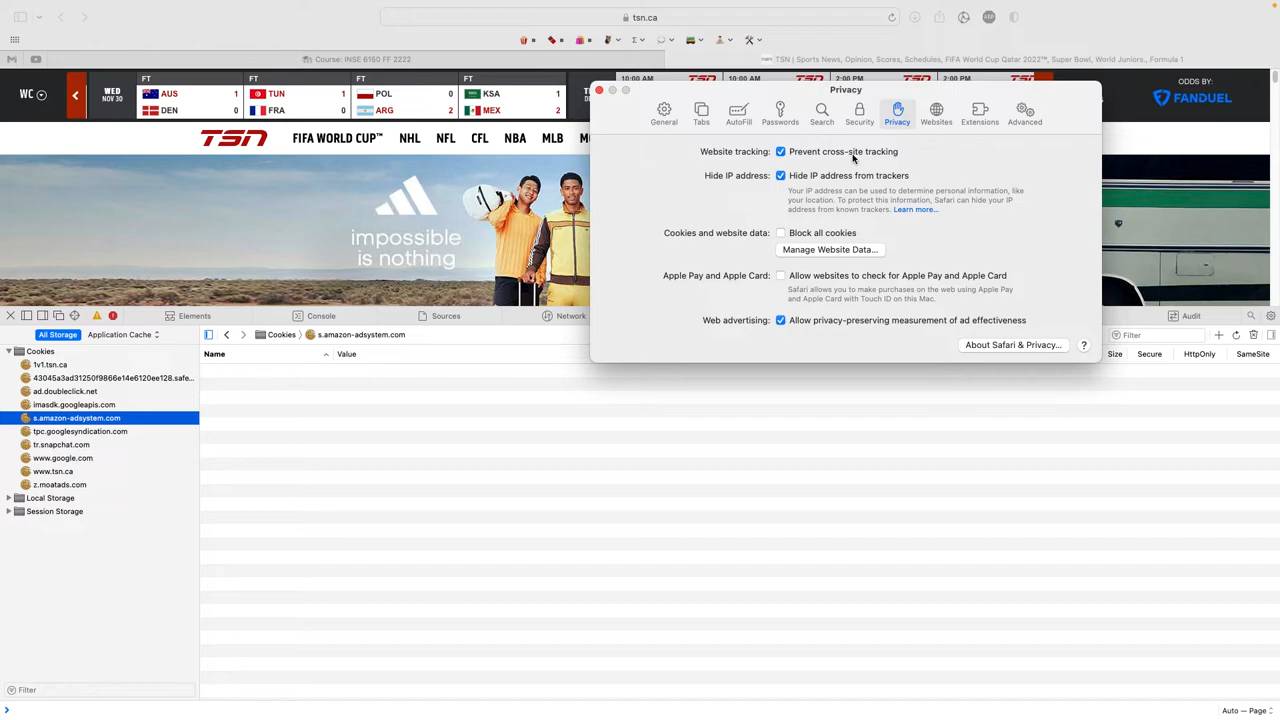 tsn.ca
ABP
Course: INSE 6150 FF 2222
TSN | Sports News, Opinion, Scores, Schedules, FIFA World Cup Qatar 2022™, Super Bowl, World Juniors., Formula 1
WC
WED
NOV 30
FT
AUS 1
DEN 0
FT
TUN 1
FRA 0
FT
POL 0
ARG 2
FT
KSA 1
MEX 2
10:00 AM
10:00 AM
2:00 PM
2:00 PM
ODDS BY:
FANDUEL
TSN
FIFA WORLD CUP™
NHL
NFL
CFL
NBA
MLB
impossible
is nothing
Privacy
General
Tabs
AutoFill
Passwords
Search
Security
Privacy
Websites
Extensions
Advanced
Website tracking: Prevent cross-site tracking
Hide IP address: Hide IP address from trackers
Your IP address can be used to determine personal information, like
your location. To protect this information, Safari can hide your IP
address from known trackers. Learn more...
Cookies and website data: Block all cookies
Manage Website Data...
Apple Pay and Apple Card: Allow websites to check for Apple Pay and Apple Card
Safari allows you to make purchases on the web using Apple Pay
and Apple Card with Touch ID on this Mac.
Web advertising: Allow privacy-preserving measurement of ad effectiveness
About Safari & Privacy...
?
Elements
Console
Sources
Network
Audit
All Storage
Application Cache
Cookies
s.amazon-adsystem.com
Filter
Name
Value
Size
Secure
HttpOnly
SameSite
Cookies
1v1.tsn.ca
43045a3ad31250f9866e14e6120ee128.safe...
ad.doubleclick.net
imasdk.googleapis.com
s.amazon-adsystem.com
tpc.googlesyndication.com
tr.snapchat.com
www.google.com
www.tsn.ca
z.moatads.com
Local Storage
Session Storage
Filter
Auto — Page